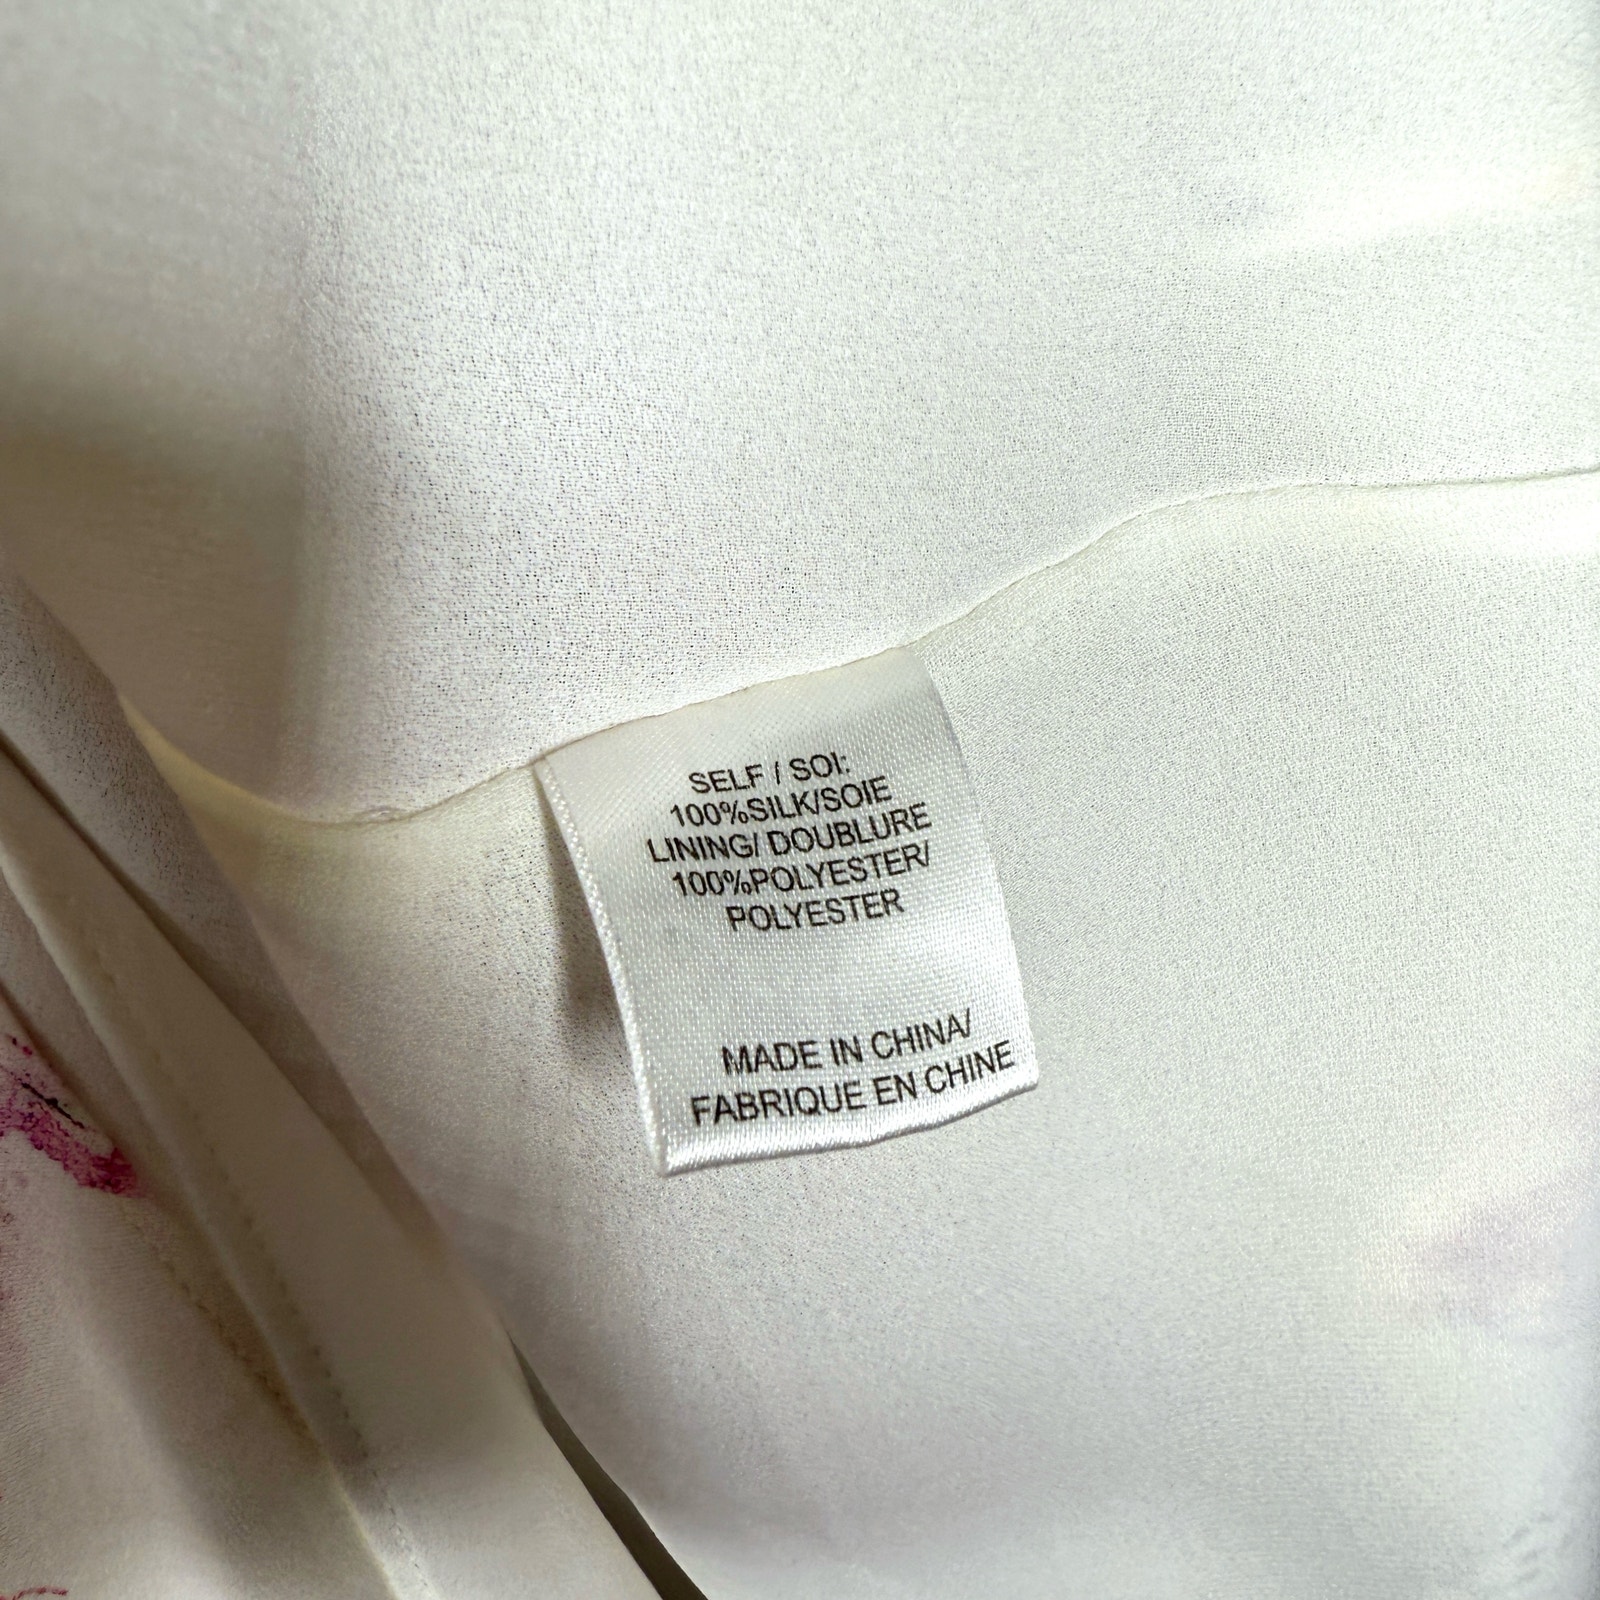 SELF / SOI:
100%SILK/SOIE
LINING/ DOUBLURE
100%POLYESTER/
POLYESTER
MADE IN CHINA/
FABRIQUE EN CHINE